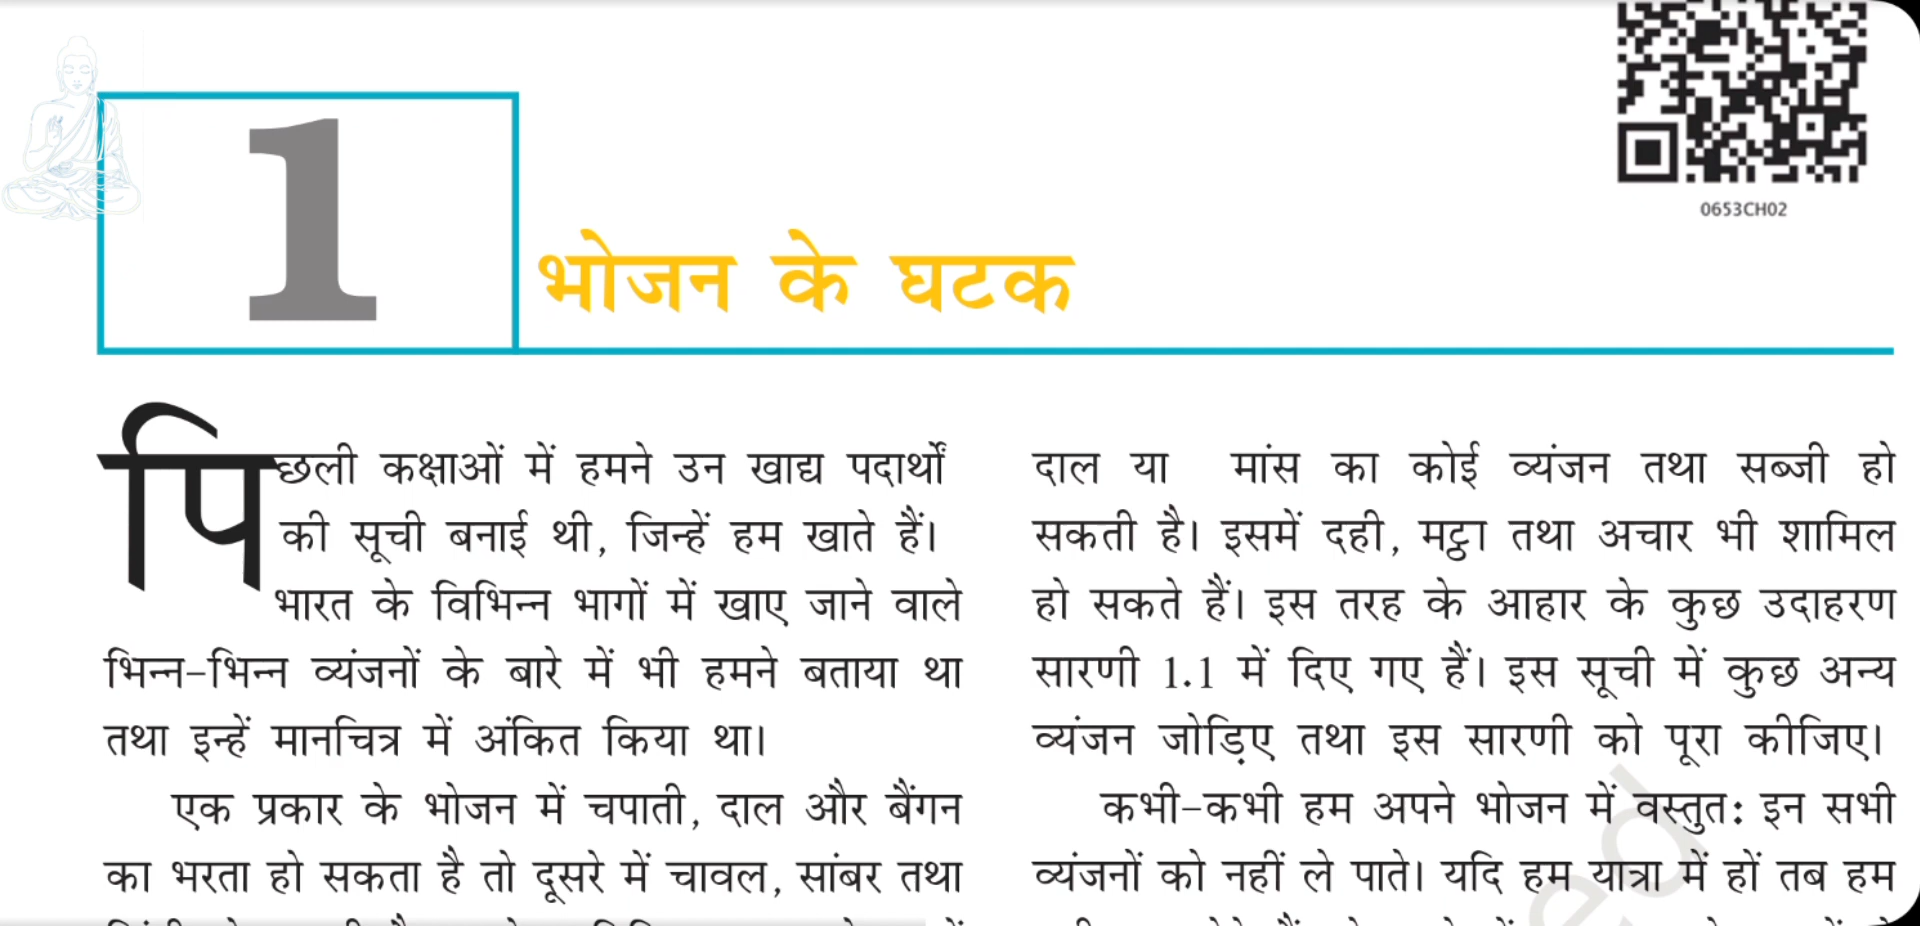 0653CH02
1
भोजन के घटक
पिछली कक्षाओं में हमने उन खाद्य पदार्थों
की सूची बनाई थी, जिन्हें हम खाते हैं।
भारत के विभिन्न भागों में खाए जाने वाले
भिन्न-भिन्न व्यंजनों के बारे में भी हमने बताया था
तथा इन्हें मानचित्र में अंकित किया था।
एक प्रकार के भोजन में चपाती, दाल और बैंगन
का भरता हो सकता है तो दूसरे में चावल, सांबर तथा
दाल या मांस का कोई व्यंजन तथा सब्जी हो
सकती है। इसमें दही, मट्ठा तथा अचार भी शामिल
हो सकते हैं। इस तरह के आहार के कुछ उदाहरण
सारणी 1.1 में दिए गए हैं। इस सूची में कुछ अन्य
व्यंजन जोड़िए तथा इस सारणी को पूरा कीजिए।
कभी-कभी हम अपने भोजन में वस्तुत: इन सभी
व्यंजनों को नहीं ले पाते। यदि हम यात्रा में हों तब हम